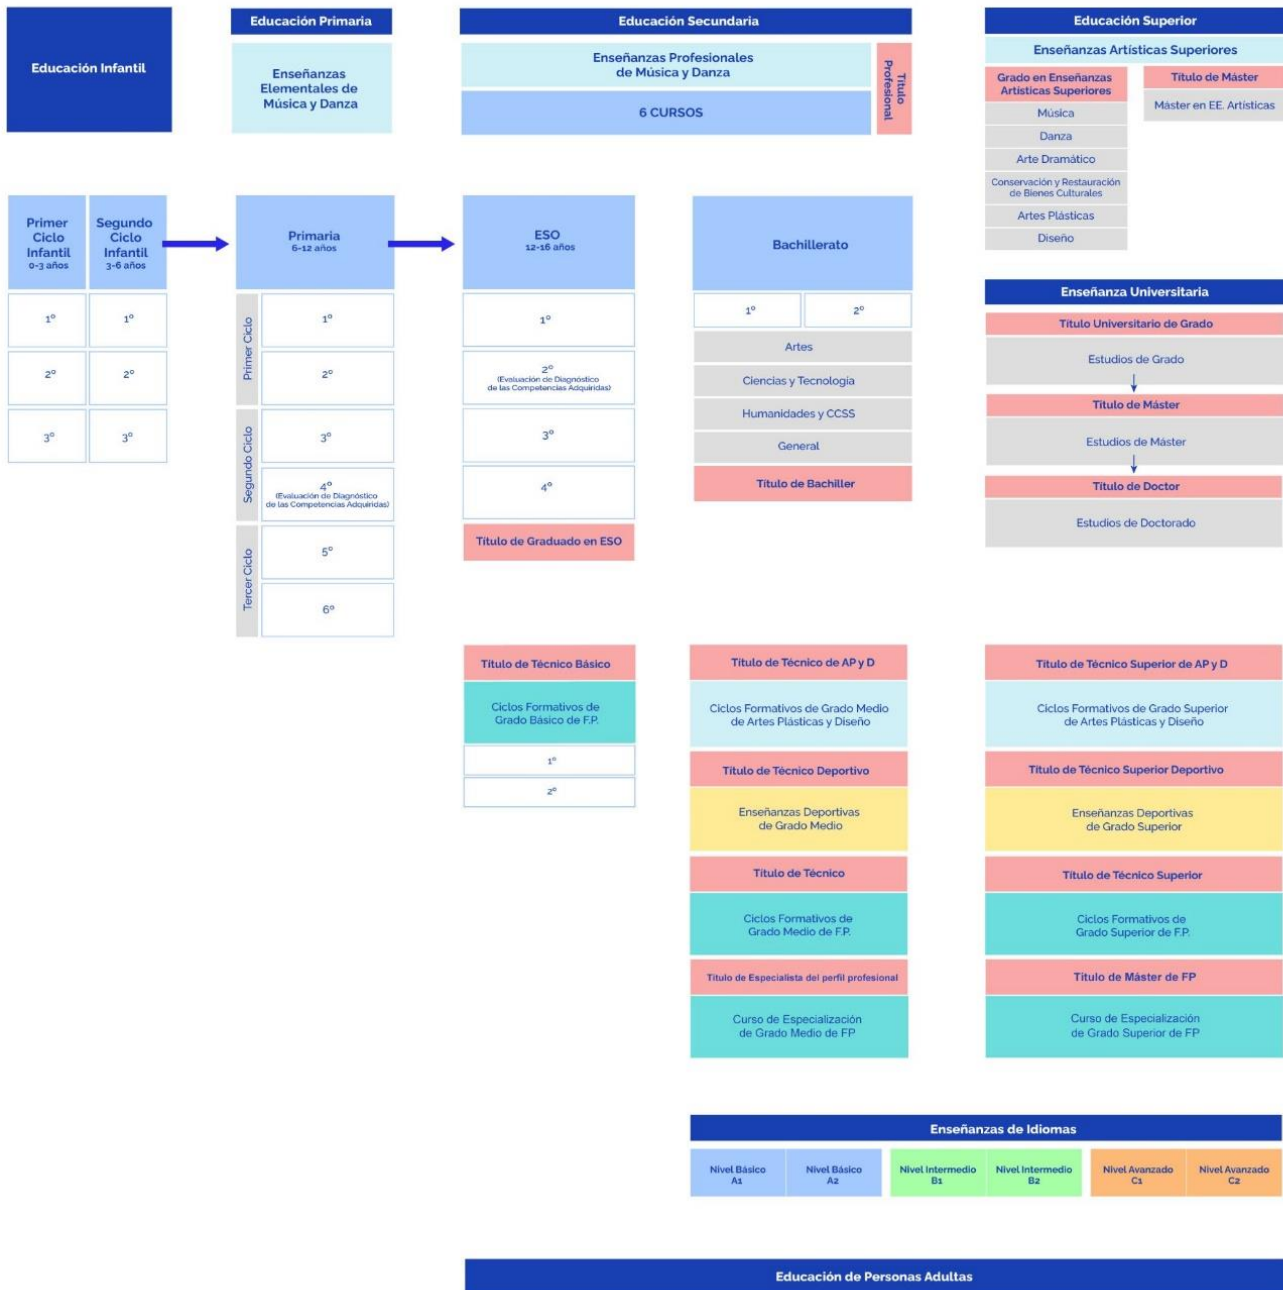 Educación Infantil
Educación Primaria
Enseñanzas
Elementales de
Música y Danza
Educación Secundaria
Enseñanzas Profesionales
de Música y Danza
6 CURSOS
Título
Profesional
Educación Superior
Enseñanzas Artísticas Superiores
Grado en Enseñanzas
Artísticas Superiores
Música
Danza
Arte Dramático
Conservación y Restauración
de Bienes Culturales
Artes Plásticas
Diseño
Título de Máster
Máster en EE. Artísticas
Primer
Ciclo
Infantil
0-3 años
1º
2º
3º
Segundo
Ciclo
Infantil
3-6 años
1º
2º
3º
Primaria
6-12 años
Primer Ciclo
1º
2º
Segundo Ciclo
3º
4º
(Evaluación de Diagnóstico
de las Competencias Adquiridas)
Tercer Ciclo
5º
6º
ESO
12-16 años
1º
2º
(Evaluación de Diagnóstico
de las Competencias Adquiridas)
3º
4º
Título de Graduado en ESO
Bachillerato
1º
2º
Artes
Ciencias y Tecnología
Humanidades y CCSS
General
Título de Bachiller
Enseñanza Universitaria
Título Universitario de Grado
Estudios de Grado
Título de Máster
Estudios de Máster
Título de Doctor
Estudios de Doctorado
Título de Técnico Básico
Ciclos Formativos de
Grado Básico de F.P.
1º
2º
Título de Técnico de AP y D
Ciclos Formativos de Grado Medio
de Artes Plásticas y Diseño
Título de Técnico Deportivo
Enseñanzas Deportivas
de Grado Medio
Título de Técnico
Ciclos Formativos de
Grado Medio de F.P.
Título de Especialista del perfil profesional
Curso de Especialización
de Grado Medio de FP
Título de Técnico Superior de AP y D
Ciclos Formativos de Grado Superior
de Artes Plásticas y Diseño
Título de Técnico Superior Deportivo
Enseñanzas Deportivas
de Grado Superior
Título de Técnico Superior
Ciclos Formativos de
Grado Superior de F.P.
Título de Máster de FP
Curso de Especialización
de Grado Superior de FP
Enseñanzas de Idiomas
Nivel Básico
A1
Nivel Básico
A2
Nivel Intermedio
B1
Nivel Intermedio
B2
Nivel Avanzado
C1
Nivel Avanzado
C2
Educación de Personas Adultas